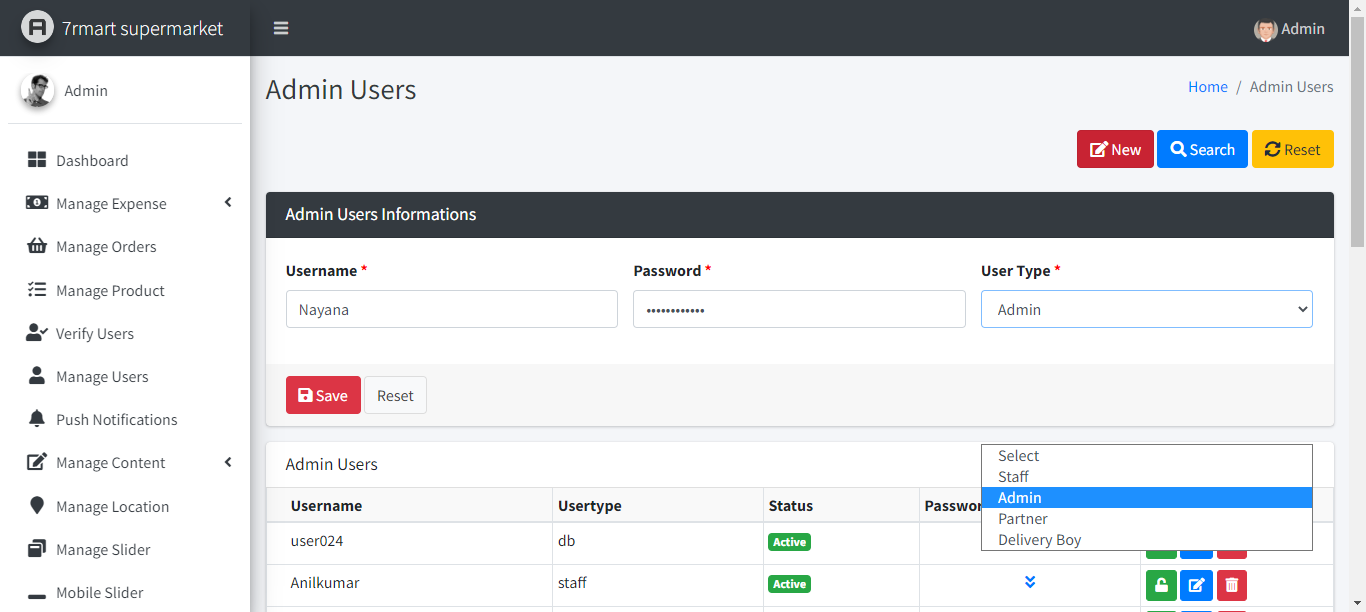 7rmart supermarket
Admin
Admin
Admin Users
Home / Admin Users
Dashboard
Manage Expense
Manage Orders
Manage Product
Verify Users
Manage Users
Push Notifications
Manage Content
Manage Location
Manage Slider
Mobile Slider
New
Search
Reset
Admin Users Informations
Username * Password * User Type *
Nayana •••••••••••• Admin
Save
Reset
Admin Users
Select
Staff
Admin
Partner
Delivery Boy
Username Usertype Status
user024 db Active
Anilkumar staff Active